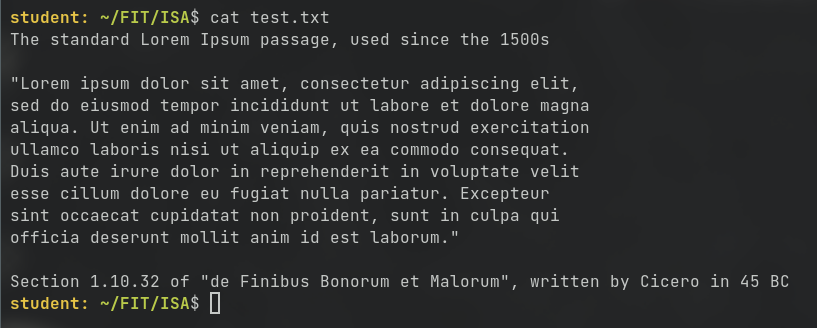 student: ~/FIT/ISA$ cat test.txt
The standard Lorem Ipsum passage, used since the 1500s

"Lorem ipsum dolor sit amet, consectetur adipiscing elit,
sed do eiusmod tempor incididunt ut labore et dolore magna
aliqua. Ut enim ad minim veniam, quis nostrud exercitation
ullamco laboris nisi ut aliquip ex ea commodo consequat.
Duis aute irure dolor in reprehenderit in voluptate velit
esse cillum dolore eu fugiat nulla pariatur. Excepteur
sint occaecat cupidatat non proident, sunt in culpa qui
officia deserunt mollit anim id est laborum."

Section 1.10.32 of "de Finibus Bonorum et Malorum", written by Cicero in 45 BC
student: ~/FIT/ISA$